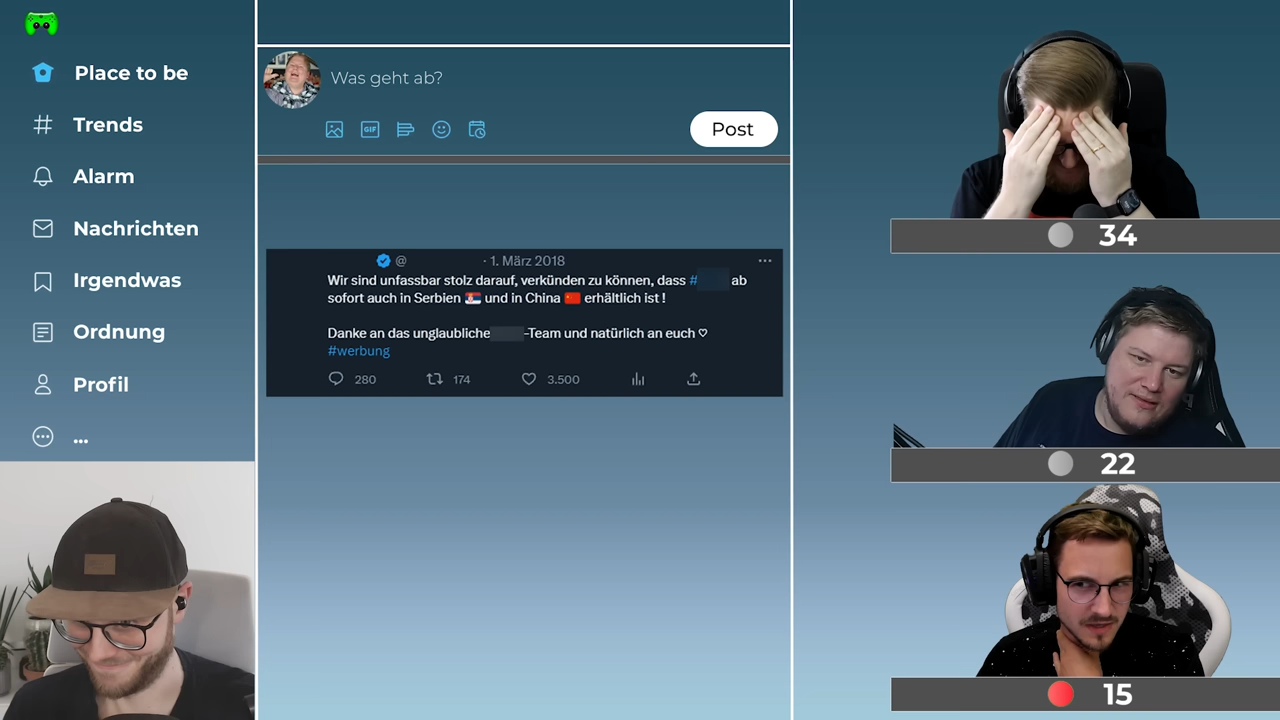 Place to be
Trends
Alarm
Nachrichten
Irgendwas
Ordnung
Profil
...
Was geht ab?
GIF
Post
@ · 1. März 2018 ...
Wir sind unfassbar stolz darauf, verkünden zu können, dass # ab
sofort auch in Serbien 🇷🇸 und in China 🇨🇳 erhältlich ist !
Danke an das unglaubliche -Team und natürlich an euch ♡
#werbung
280 174 3.500
34
22
15